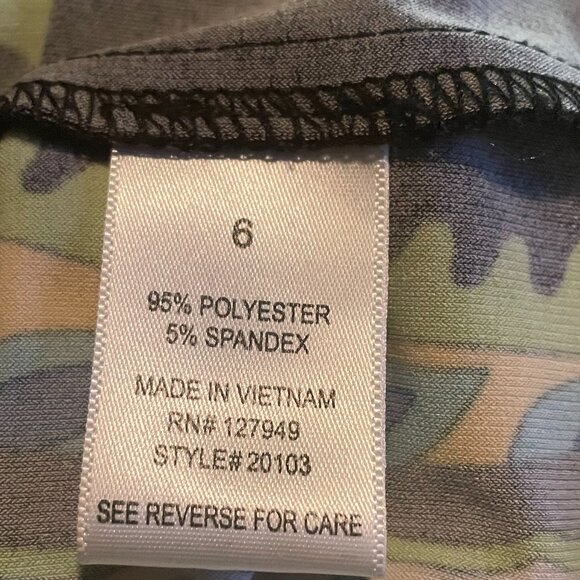 6
95% POLYESTER
5% SPANDEX
MADE IN VIETNAM
RN# 127949
STYLE# 20103
SEE REVERSE FOR CARE